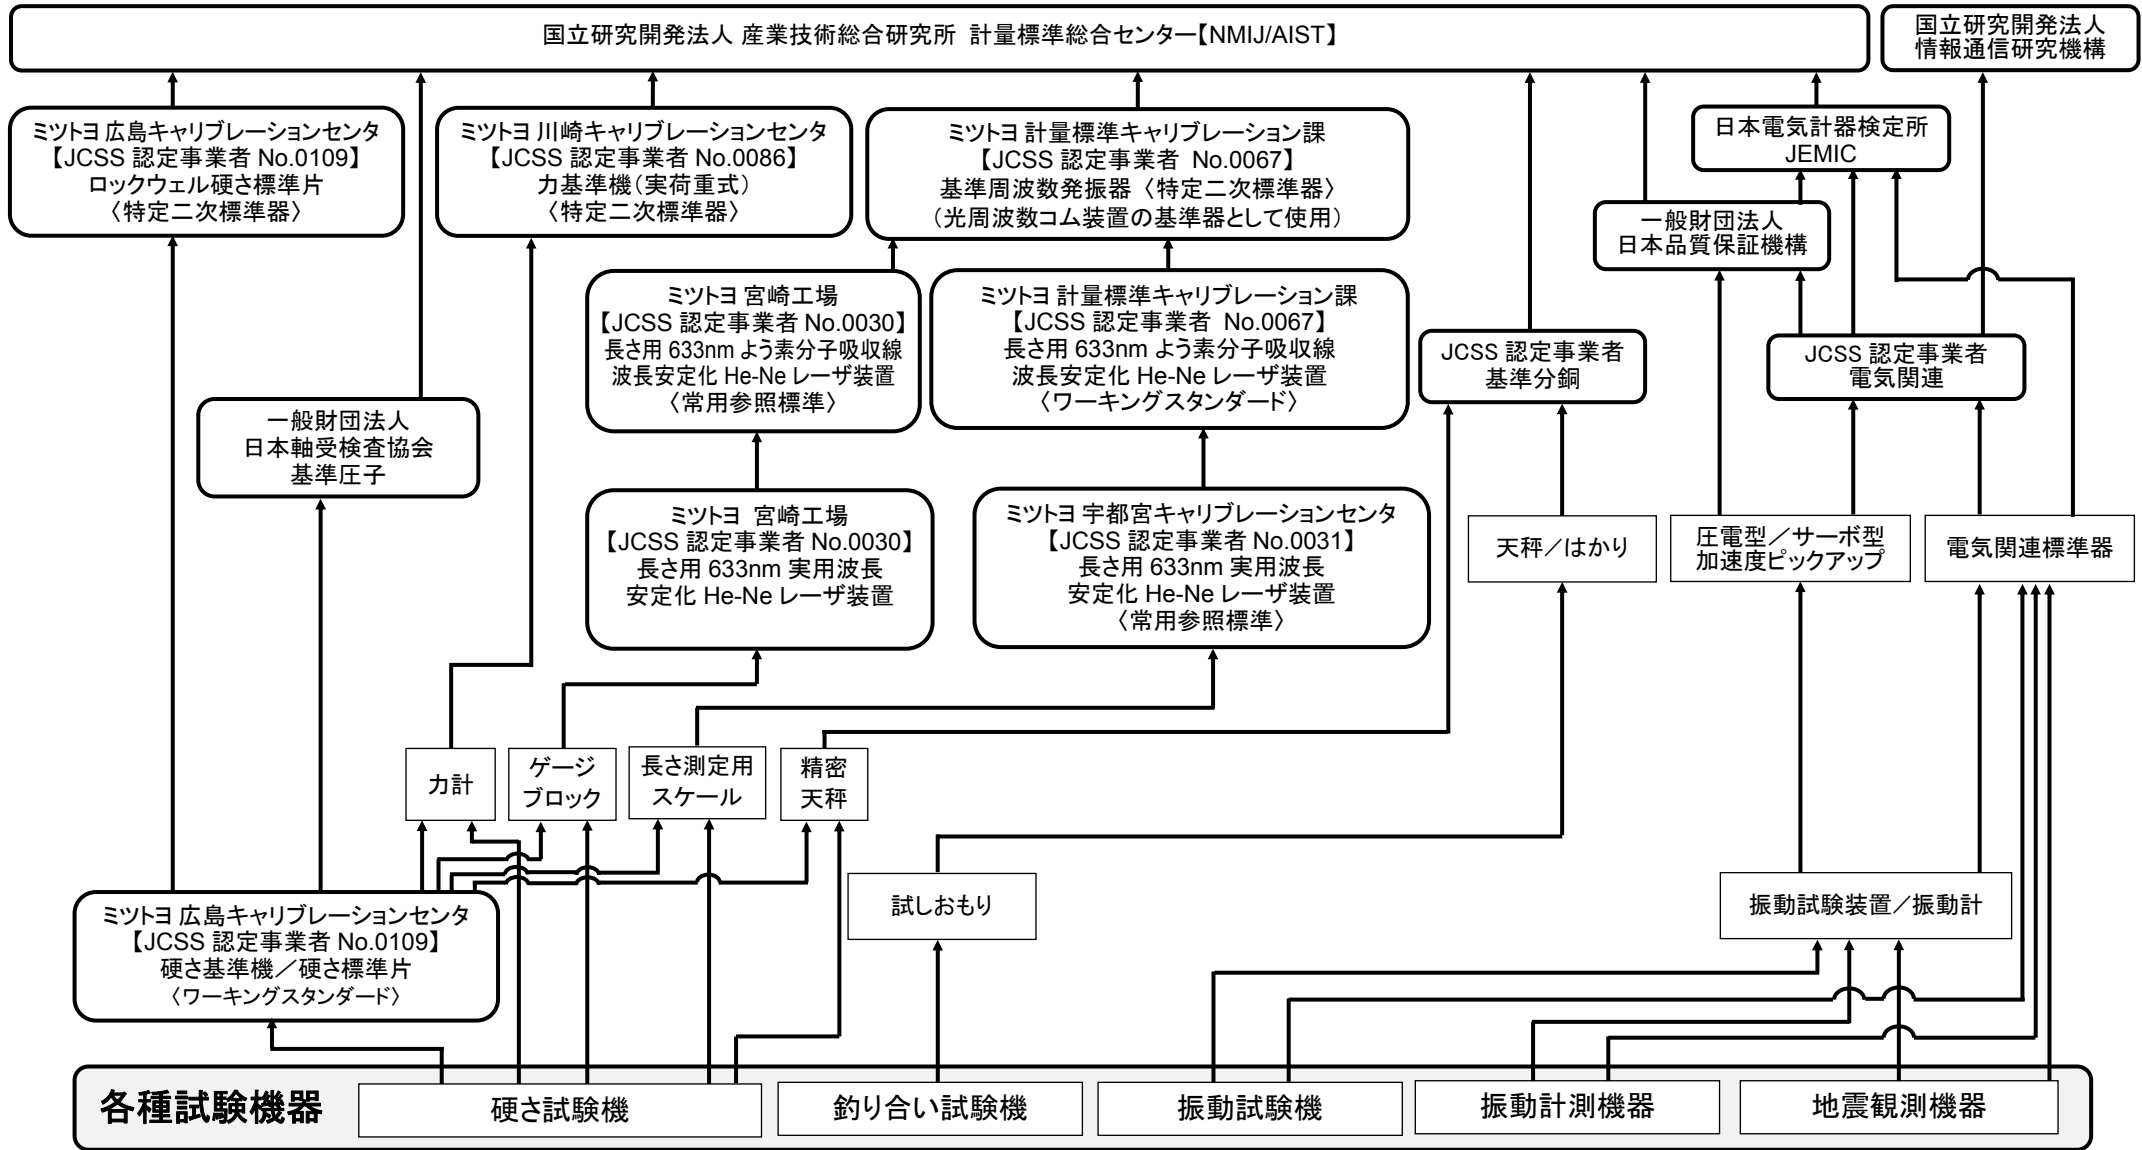 国立研究開発法人 産業技術総合研究所 計量標準総合センター【NMIJ/AIST】
国立研究開発法人
情報通信研究機構
ミツトヨ 広島キャリブレーションセンタ
【JCSS 認定事業者 No.0109】
ロックウェル硬さ標準片
〈特定二次標準器〉
ミツトヨ 川崎キャリブレーションセンタ
【JCSS 認定事業者 No.0086】
力基準機（実荷重式）
〈特定二次標準器〉
ミツトヨ 計量標準キャリブレーション課
【JCSS 認定事業者 No.0067】
基準周波数発振器〈特定二次標準器〉
（光周波数コム装置の基準器として使用）
日本電気計器検定所
JEMIC
一般財団法人
日本品質保証機構
ミツトヨ 宮崎工場
【JCSS 認定事業者 No.0030】
長さ用 633nm よう素分子吸収線
波長安定化 He-Ne レーザ装置
〈常用参照標準〉
ミツトヨ 計量標準キャリブレーション課
【JCSS 認定事業者 No.0067】
長さ用 633nm よう素分子吸収線
波長安定化 He-Ne レーザ装置
〈ワーキングスタンダード〉
JCSS 認定事業者
基準分銅
JCSS 認定事業者
電気関連
一般財団法人
日本軸受検査協会
基準圧子
ミツトヨ 宮崎工場
【JCSS 認定事業者 No.0030】
長さ用 633nm 実用波長
安定化 He-Ne レーザ装置
ミツトヨ 宇都宮キャリブレーションセンタ
【JCSS 認定事業者 No.0031】
長さ用 633nm 実用波長
安定化 He-Ne レーザ装置
〈常用参照標準〉
天秤／はかり
圧電型／サーボ型
加速度ピックアップ
電気関連標準器
力計
ゲージ
ブロック
長さ測定用
スケール
精密
天秤
ミツトヨ 広島キャリブレーションセンタ
【JCSS 認定事業者 No.0109】
硬さ基準機／硬さ標準片
〈ワーキングスタンダード〉
試しおもり
振動試験装置／振動計
各種試験機器
硬さ試験機
釣り合い試験機
振動試験機
振動計測機器
地震観測機器